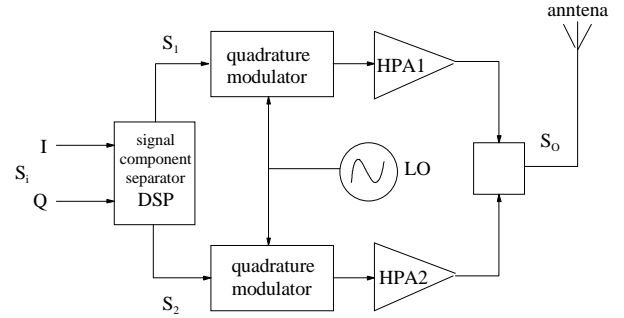 anntena
S1
quadrature
modulator
HPA1
I
signal
component
separator
DSP
Si
Q
LO
SO
quadrature
modulator
HPA2
S2